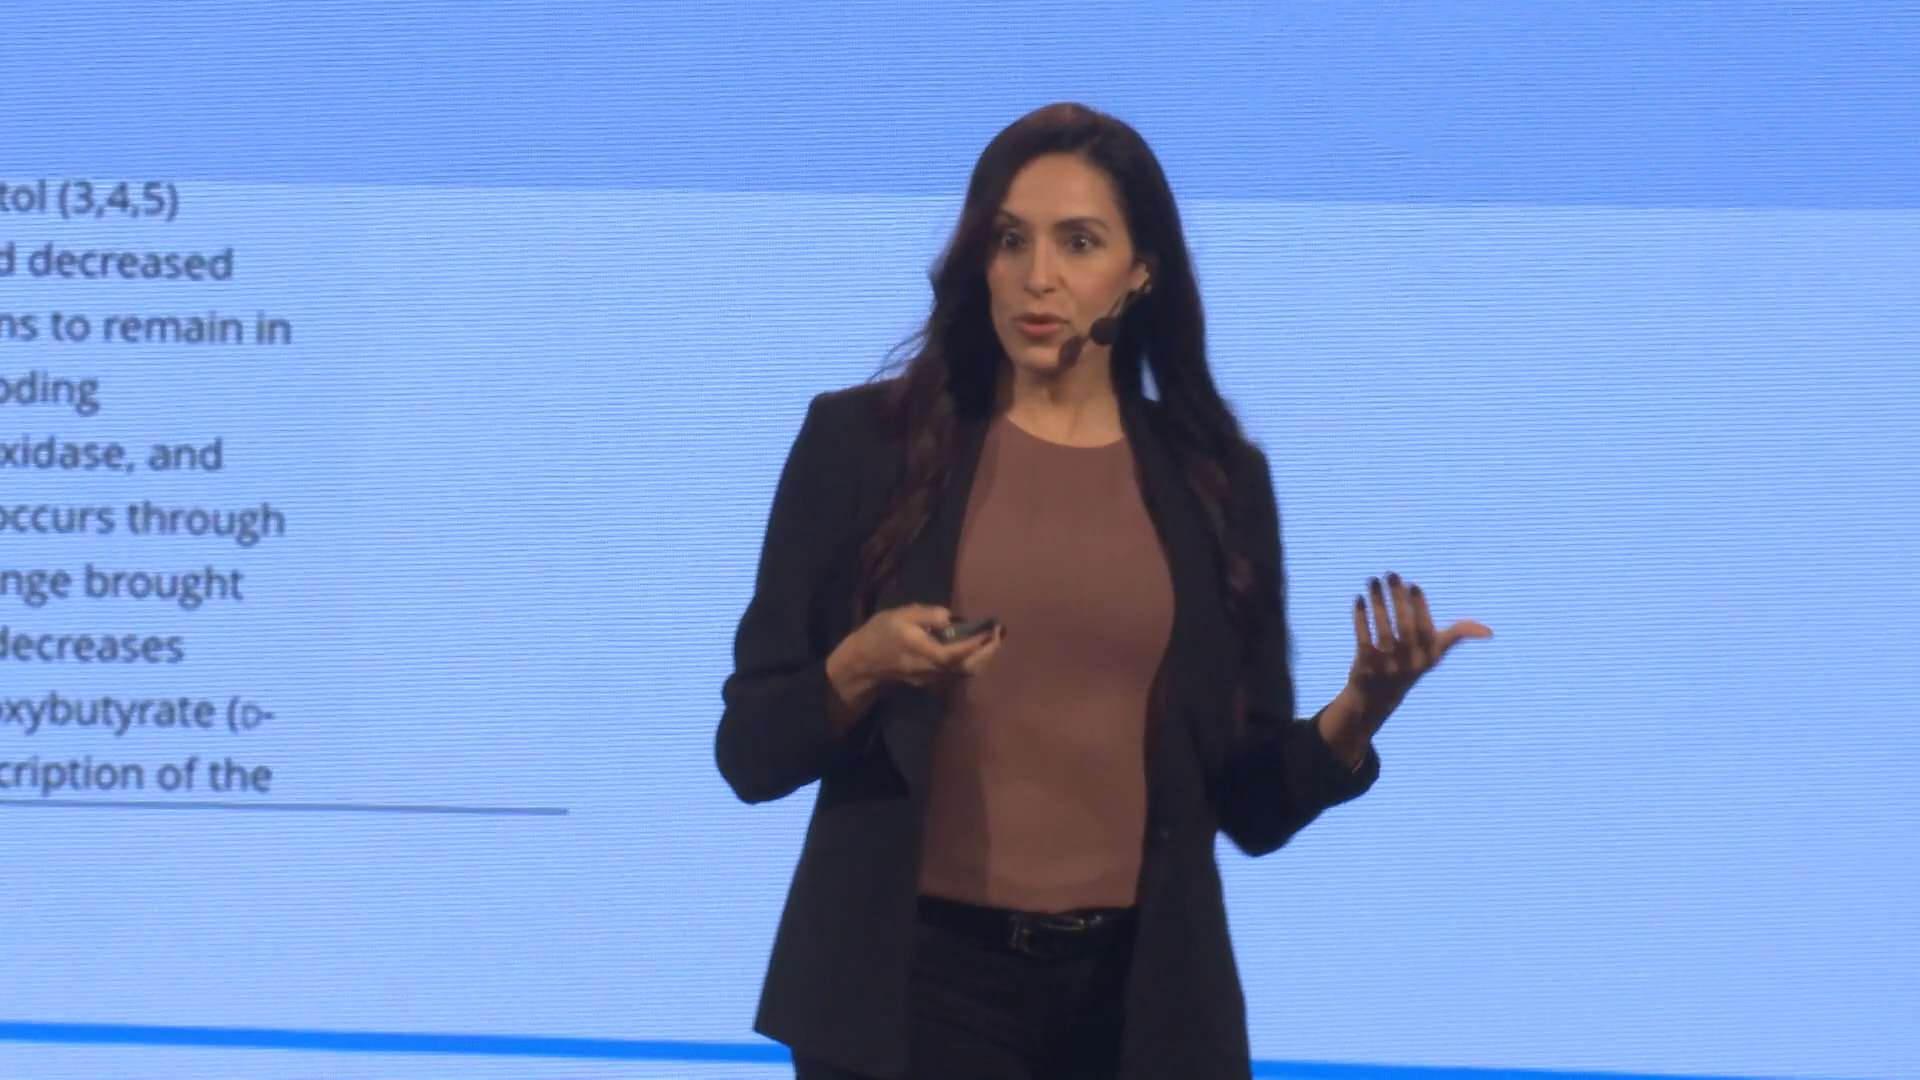 tol (3,4,5)
d decreased
ns to remain in
oding
xidase, and
occurs through
nge brought
decreases
oxybutyrate (D-
cription of the